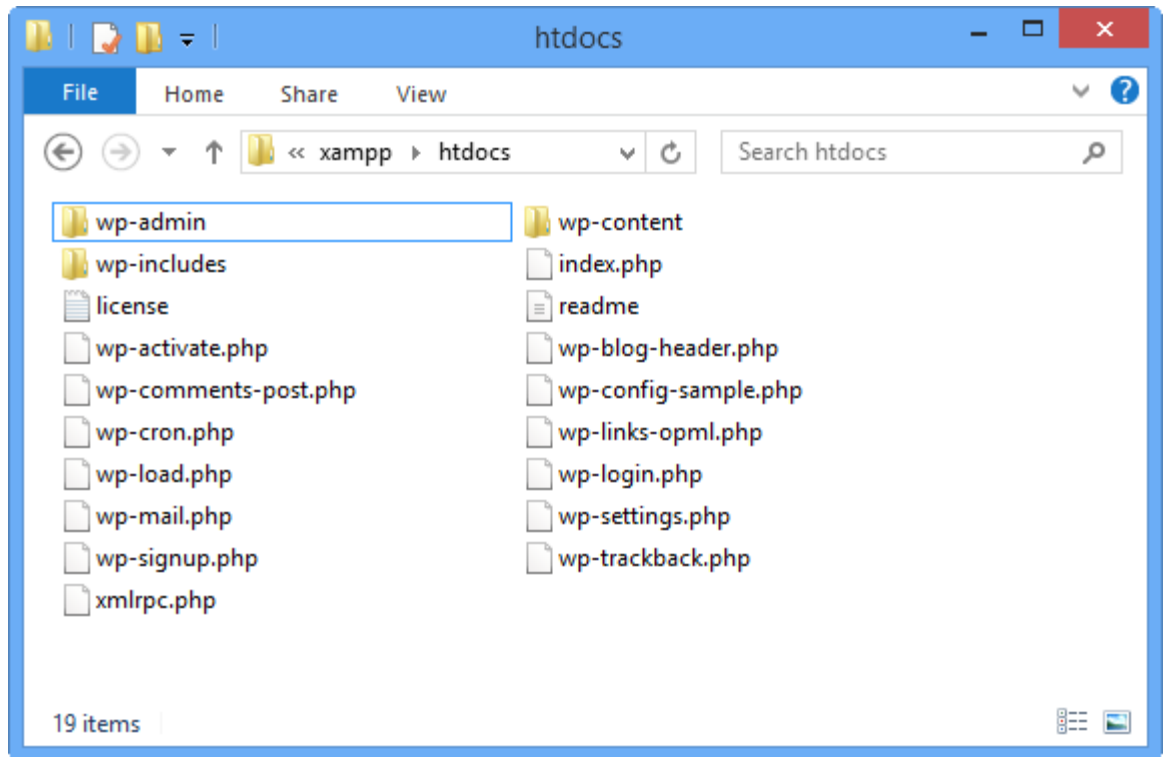 htdocs
File Home Share View
« xampp htdocs Search htdocs
wp-admin wp-content
wp-includes index.php
license readme
wp-activate.php wp-blog-header.php
wp-comments-post.php wp-config-sample.php
wp-cron.php wp-links-opml.php
wp-load.php wp-login.php
wp-mail.php wp-settings.php
wp-signup.php wp-trackback.php
xmlrpc.php
19 items